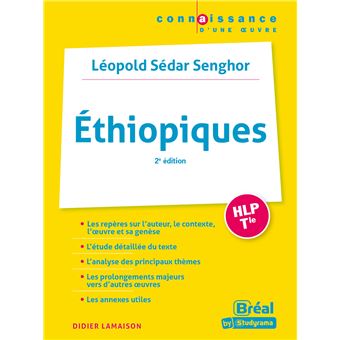 connaissance
D'UNE ŒUVRE
Léopold Sédar Senghor
Éthiopiques
2e édition
HLP
Tle
• Les repères sur l'auteur, le contexte,
l'œuvre et sa genèse
• L'étude détaillée du texte
• L'analyse des principaux thèmes
• Les prolongements majeurs
vers d'autres œuvres
• Les annexes utiles
DIDIER LAMAISON
Bréal
by Studyrama